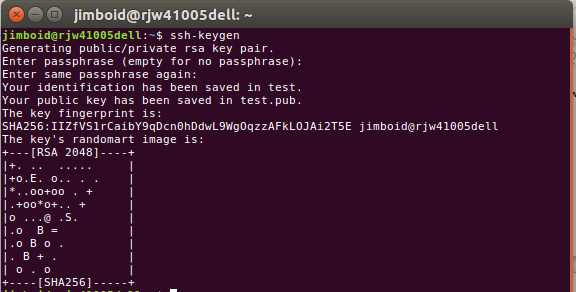 jimboid@rjw41005dell: ~
jimboid@rjw41005dell:~$ ssh-keygen
Generating public/private rsa key pair.
Enter passphrase (empty for no passphrase):
Enter same passphrase again:
Your identification has been saved in test.
Your public key has been saved in test.pub.
The key fingerprint is:
SHA256:IIZfVS1rCaibY9qDcn0hDdwL9WgOqzzAFkLOJAi2T5E jimboid@rjw41005dell
The key's randomart image is:
+---[RSA 2048]----+
|+. ..  .....     |
|+o.E. o.. . .    |
|*..oo+oo . +     |
|.+oo*o+.. +      |
|o ...@ .S.       |
|.o  B =          |
|.o B o .         |
|. B + .          |
| o . o           |
+----[SHA256]-----+